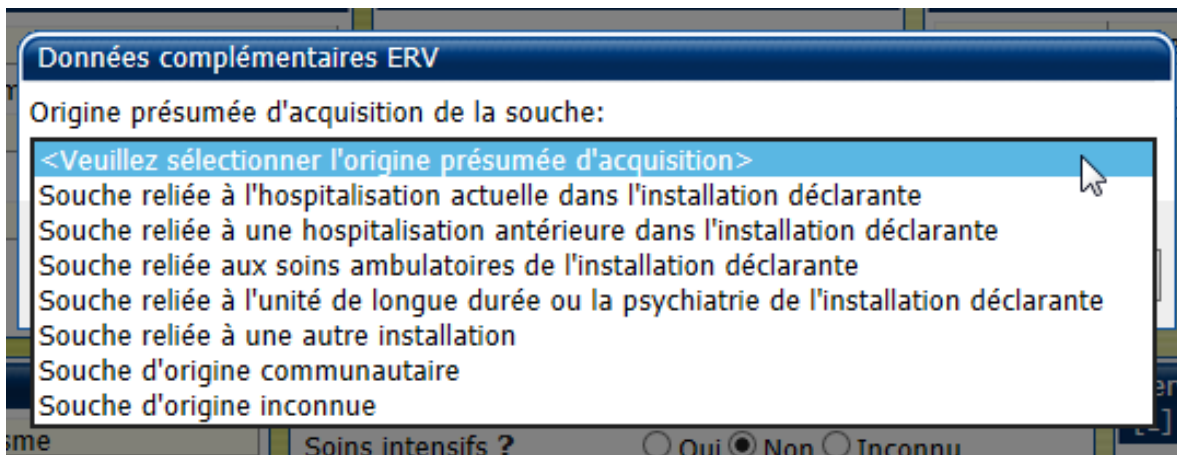 Données complémentaires ERV
Origine présumée d'acquisition de la souche:
<Veuillez sélectionner l'origine présumée d'acquisition>
Souche reliée à l'hospitalisation actuelle dans l'installation déclarante
Souche reliée à une hospitalisation antérieure dans l'installation déclarante
Souche reliée aux soins ambulatoires de l'installation déclarante
Souche reliée à l'unité de longue durée ou la psychiatrie de l'installation déclarante
Souche reliée à une autre installation
Souche d'origine communautaire
Souche d'origine inconnue
Soins intensifs ? Oui Non Inconnu